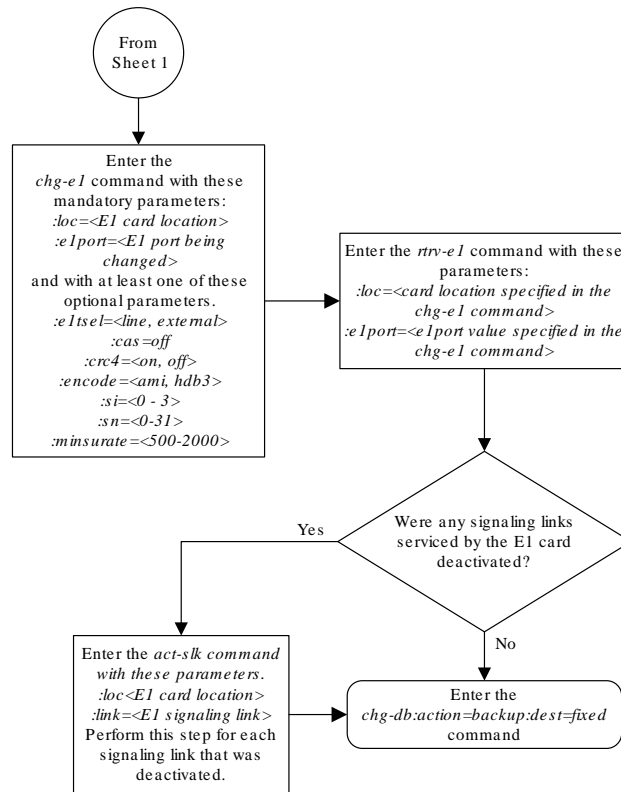 From
Sheet 1
Enter the
chg-e1 command with these
mandatory parameters:
:loc=<E1 card location>
:e1port=<E1 port being
changed>
and with at least one of these
optional parameters.
:e1tsel=<line, external>
:cas=off
:crc4=<on, off>
:encode=<ami, hdb3>
:si=<0 - 3>
:sn=<0-31>
:minsurate=<500-2000>
Enter the rtrv-e1 command with these
parameters:
:loc=<card location specified in the
chg-e1 command>
:e1port=<e1port value specified in the
chg-e1 command>
Were any signaling links
serviced by the E1 card
deactivated?
Yes
No
Enter the act-slk command
with these parameters.
:loc<E1 card location>
:link=<E1 signaling link>
Perform this step for each
signaling link that was
deactivated.
Enter the
chg-db:action=backup:dest=fixed
command